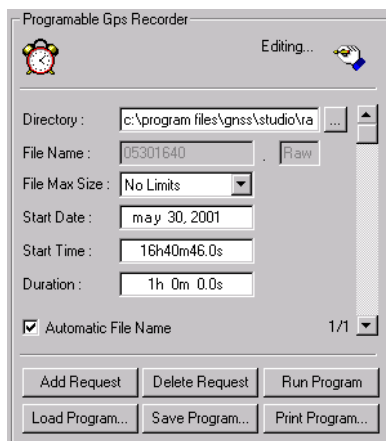 Programable Gps Recorder
Editing...
Directory : c:\program files\gnss\studio\ra ...
File Name : 05301640 . Raw
File Max Size : No Limits
Start Date : may 30, 2001
Start Time : 16h40m46.0s
Duration : 1h 0m 0.0s
Automatic File Name 1/1
Add Request Delete Request Run Program
Load Program... Save Program... Print Program...